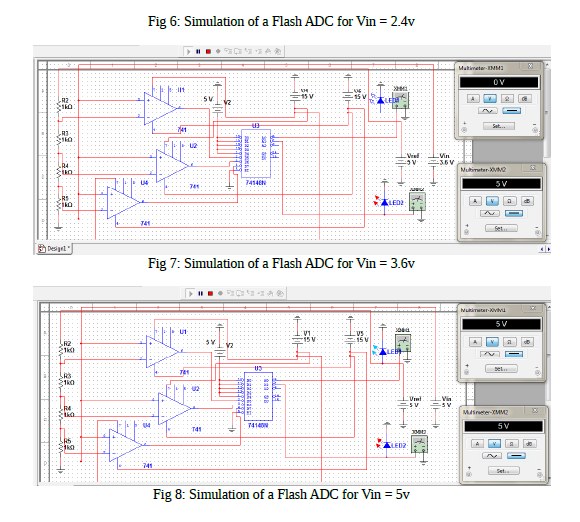 Fig 6: Simulation of a Flash ADC for Vin = 2.4v
Multimeter-XMM1
0 V
A V Ω dB
Set...
U1
5 V
V2
15 V
15 V
XMM1
R2
1kΩ
741
U3
U2
R3
1kΩ
Vref
5 V
Vin
3.6 V
Multimeter-XMM2
5 V
A V Ω dB
Set...
R4
1kΩ
U4
741
74148N
XMM2
R5
1kΩ
LED2
741
Design1 *
Fig 7: Simulation of a Flash ADC for Vin = 3.6v
Multimeter-XMM1
5 V
A V Ω dB
Set...
U1
5 V
V2
V1
15 V
V5
15 V
XMM1
R2
1kΩ
741
U3
R3
1kΩ
U2
Vref
5 V
Vin
5 V
Multimeter-XMM2
5 V
A V Ω dB
Set...
R4
1kΩ
U4
741
74148N
XMM2
R5
1kΩ
LED2
741
Fig 8: Simulation of a Flash ADC for Vin = 5v